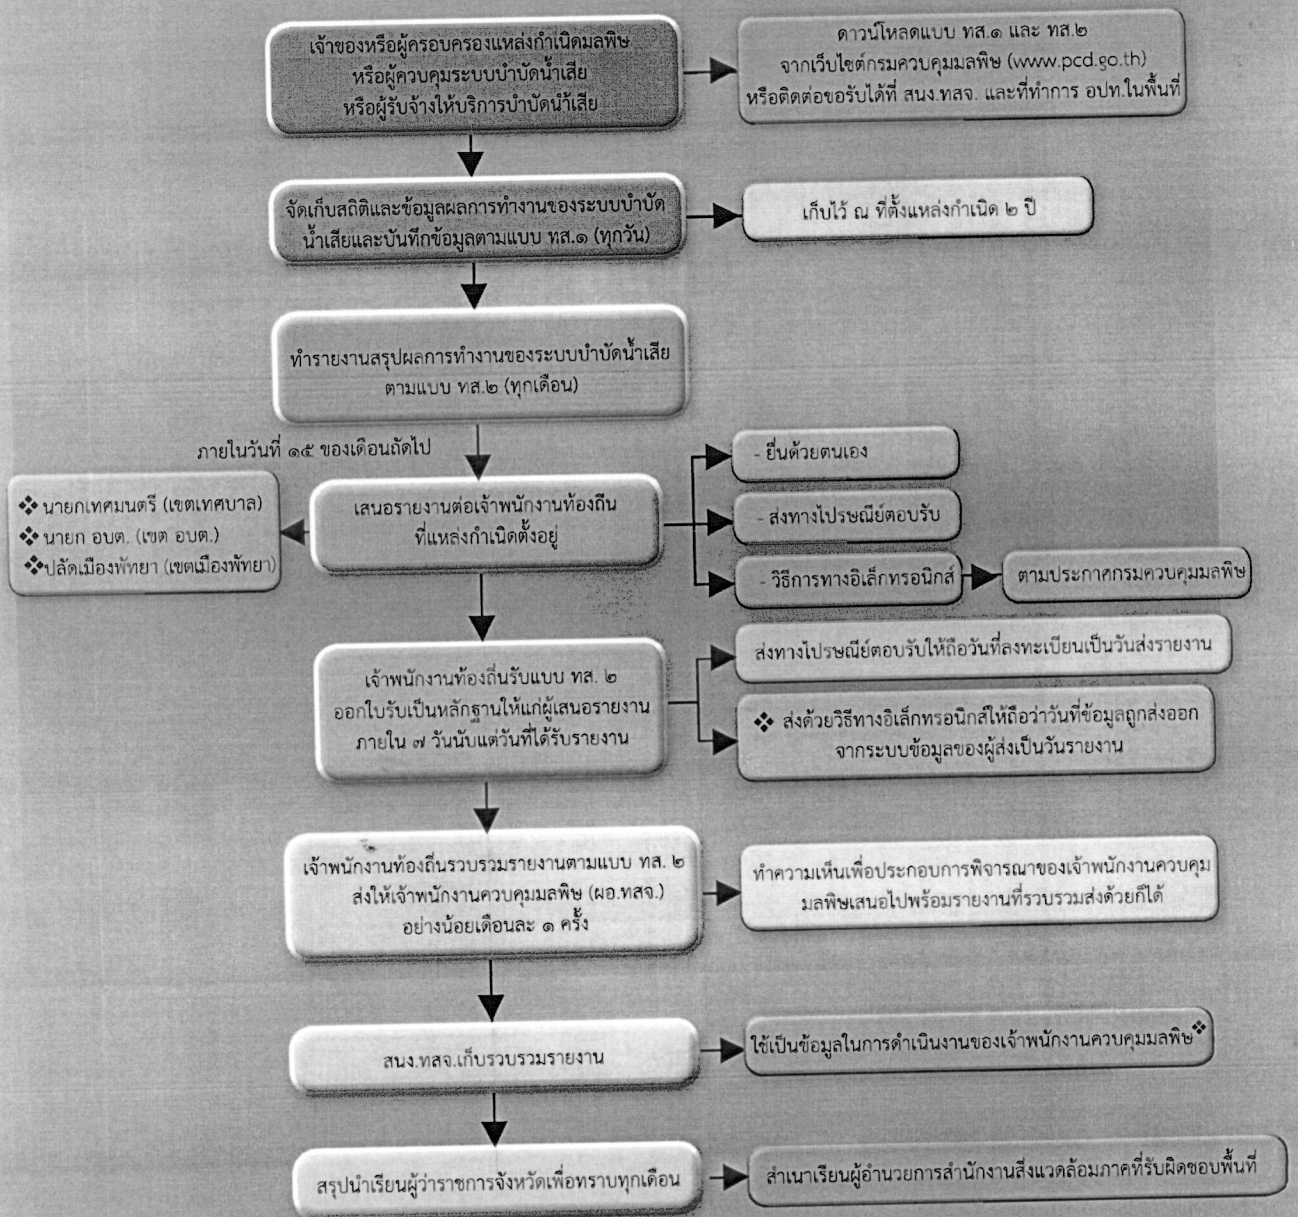 เจ้าของหรือผู้ครอบครองแหล่งกำเนิดมลพิษ
หรือผู้ควบคุมระบบบำบัดน้ำเสีย
หรือผู้รับจ้างให้บริการบำบัดน้ำเสีย
ดาวน์โหลดแบบ ทส.๑ และ ทส.๒
จากเว็บไซต์กรมควบคุมมลพิษ (www.pcd.go.th)
หรือติดต่อขอรับได้ที่ สนง.ทสจ. และที่ทำการ อปท.ในพื้นที่
จัดเก็บสถิติและข้อมูลผลการทำงานของระบบบำบัด
น้ำเสียและบันทึกข้อมูลตามแบบ ทส.๑ (ทุกวัน)
เก็บไว้ ณ ที่ตั้งแหล่งกำเนิด ๒ ปี
ทำรายงานสรุปผลการทำงานของระบบบำบัดน้ำเสีย
ตามแบบ ทส.๒ (ทุกเดือน)
ภายในวันที่ ๑๕ ของเดือนถัดไป
❖ นายกเทศมนตรี (เขตเทศบาล)
❖ นายก อบต. (เขต อบต.)
❖ปลัดเมืองพัทยา (เขตเมืองพัทยา)
เสนอรายงานต่อเจ้าพนักงานท้องถิ่น
ที่แหล่งกำเนิดตั้งอยู่
- ยื่นด้วยตนเอง
- ส่งทางไปรษณีย์ตอบรับ
- วิธีการทางอิเล็กทรอนิกส์
ตามประกาศกรมควบคุมมลพิษ
เจ้าพนักงานท้องถิ่นรับแบบ ทส. ๒
ออกใบรับเป็นหลักฐานให้แก่ผู้เสนอรายงาน
ภายใน ๗ วันนับแต่วันที่ได้รับรายงาน
ส่งทางไปรษณีย์ตอบรับให้ถือวันที่ลงทะเบียนเป็นวันส่งรายงาน
❖ ส่งด้วยวิธีทางอิเล็กทรอนิกส์ให้ถือว่าวันที่ข้อมูลถูกส่งออก
จากระบบข้อมูลของผู้ส่งเป็นวันรายงาน
เจ้าพนักงานท้องถิ่นรวบรวมรายงานตามแบบ ทส. ๒
ส่งให้เจ้าพนักงานควบคุมมลพิษ (ผอ.ทสจ.)
อย่างน้อยเดือนละ ๑ ครั้ง
ทำความเห็นเพื่อประกอบการพิจารณาของเจ้าพนักงานควบคุม
มลพิษเสนอไปพร้อมรายงานที่รวบรวมส่งด้วยก็ได้
สนง.ทสจ.เก็บรวบรวมรายงาน
ใช้เป็นข้อมูลในการดำเนินงานของเจ้าพนักงานควบคุมมลพิษ❖
สรุปนำเรียนผู้ว่าราชการจังหวัดเพื่อทราบทุกเดือน
สำเนาเรียนผู้อำนวยการสำนักงานสิ่งแวดล้อมภาคที่รับผิดชอบพื้นที่